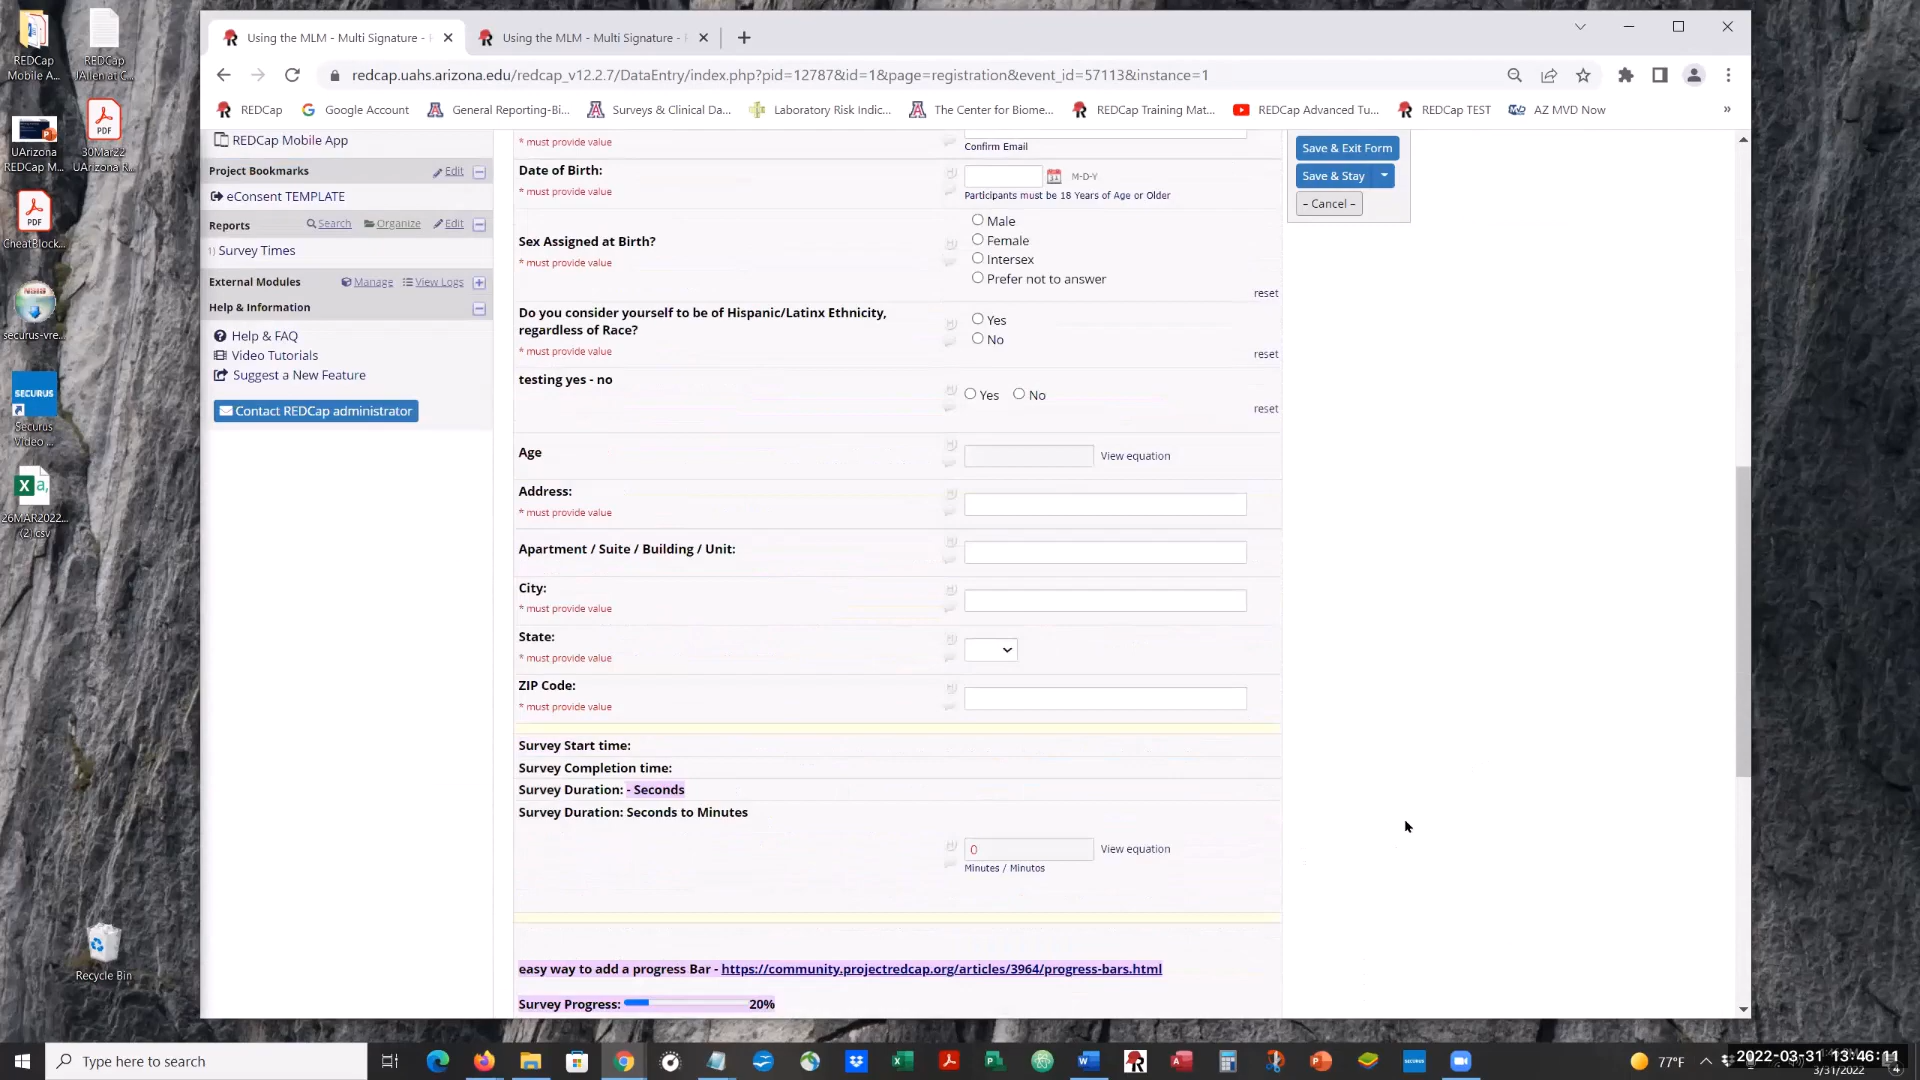 REDCap Mobile A...
REDCap JAllen at C...
UArizona REDCap M...
30Mar22 UArizona R...
CheatBlock...
securus-vre...
SECURUS
Securus Video ...
26MAR2022... (2).csv
Recycle Bin
Using the MLM - Multi Signature -
Using the MLM - Multi Signature -
redcap.uahs.arizona.edu/redcap_v12.2.7/DataEntry/index.php?pid=12787&id=1&page=registration&event_id=57113&instance=1
REDCap
Google Account
General Reporting-Bi...
Surveys & Clinical Da...
Laboratory Risk Indic...
The Center for Biome...
REDCap Training Mat...
REDCap Advanced Tu...
REDCap TEST
AZ MVD Now
»
REDCap Mobile App
Project Bookmarks Edit
eConsent TEMPLATE
Reports Search Organize Edit
1) Survey Times
External Modules Manage View Logs
Help & Information
Help & FAQ
Video Tutorials
Suggest a New Feature
Contact REDCap administrator
* must provide value
Confirm Email
Date of Birth:
M-D-Y
* must provide value
Participants must be 18 Years of Age or Older
Sex Assigned at Birth?
* must provide value
Male
Female
Intersex
Prefer not to answer
reset
Do you consider yourself to be of Hispanic/Latinx Ethnicity,
regardless of Race?
* must provide value
Yes
No
reset
testing yes - no
Yes No
reset
Age
View equation
Address:
* must provide value
Apartment / Suite / Building / Unit:
City:
* must provide value
State:
* must provide value
ZIP Code:
* must provide value
Survey Start time:
Survey Completion time:
Survey Duration: - Seconds
Survey Duration: Seconds to Minutes
0 View equation
Minutes / Minutos
easy way to add a progress Bar - https://community.projectredcap.org/articles/3964/progress-bars.html
Survey Progress: 20%
Save & Exit Form
Save & Stay
– Cancel –
Type here to search
77°F
2022-03-31 13:46:11
3/31/2022
4